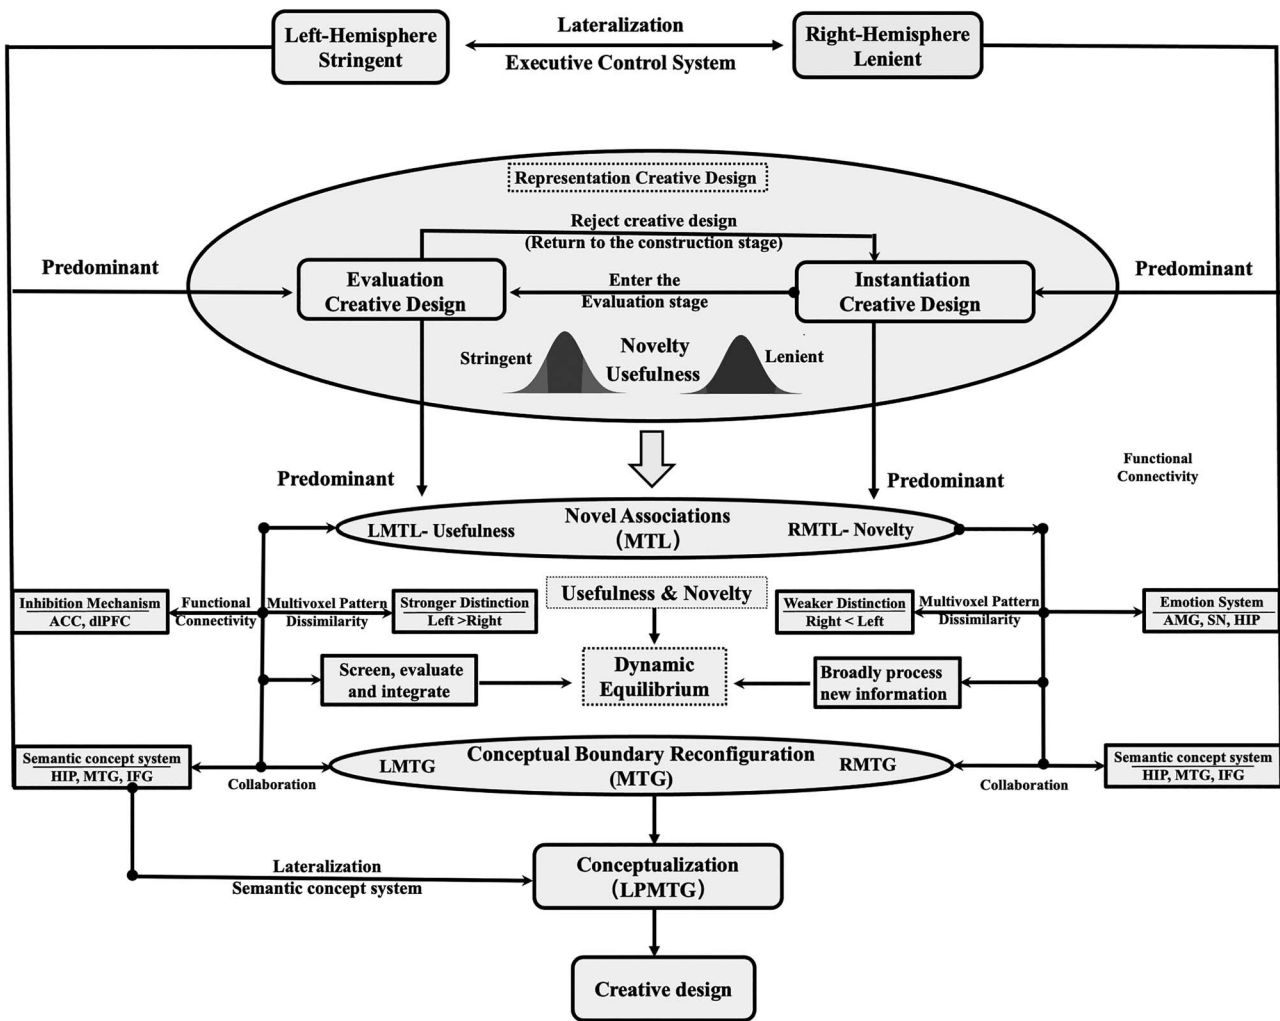 Left-Hemisphere
Stringent
Lateralization
Executive Control System
Right-Hemisphere
Lenient
Representation Creative Design
Reject creative design
(Return to the construction stage)
Predominant
Evaluation
Creative Design
Enter the
Evaluation stage
Instantiation
Creative Design
Predominant
Stringent
Novelty
Usefulness
Lenient
Predominant
Predominant
Functional
Connectivity
Novel Associations
(MTL)
LMTL- Usefulness
RMTL- Novelty
Inhibition Mechanism
ACC, dlPFC
Functional
Connectivity
Multivoxel Pattern
Dissimilarity
Stronger Distinction
Left >Right
Usefulness & Novelty
Weaker Distinction
Right < Left
Multivoxel Pattern
Dissimilarity
Emotion System
AMG, SN, HIP
Screen, evaluate
and integrate
Dynamic
Equilibrium
Broadly process
new information
Semantic concept system
HIP, MTG, IFG
Collaboration
LMTG
Conceptual Boundary Reconfiguration
(MTG)
RMTG
Collaboration
Semantic concept system
HIP, MTG, IFG
Lateralization
Semantic concept system
Conceptualization
(LPMTG)
Creative design